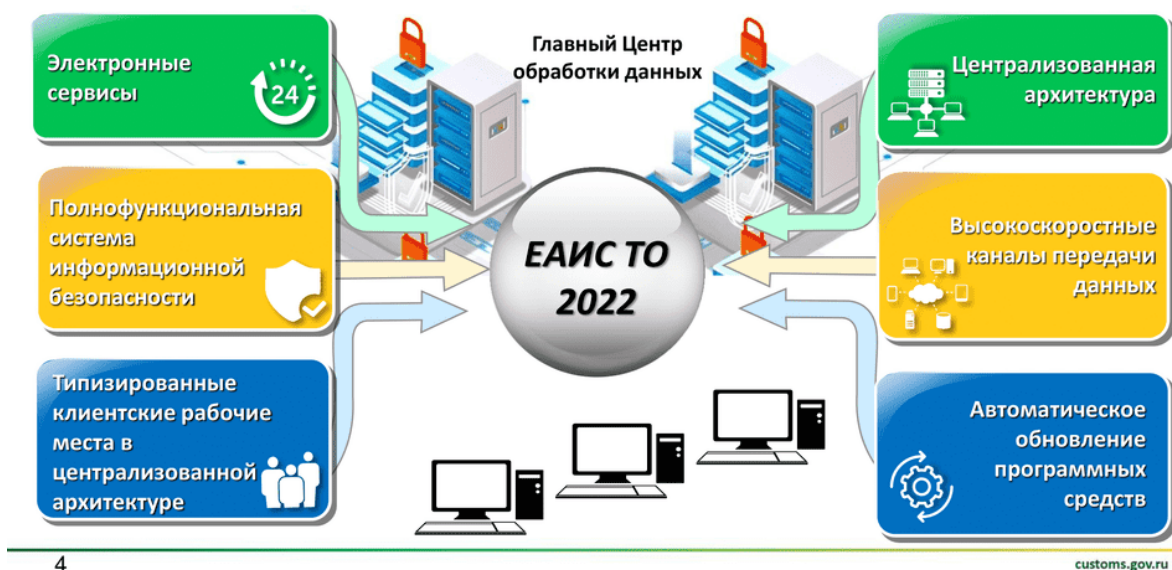 Электронные
сервисы
24
Главный Центр
обработки данных
Централизованная
архитектура
Полнофункциональная
система
информационной
безопасности
ЕАИС ТО
2022
Высокоскоростные
каналы передачи
данных
Типизированные
клиентские рабочие
места в
централизованной
архитектуре
Автоматическое
обновление
программных
средств
4
customs.gov.ru